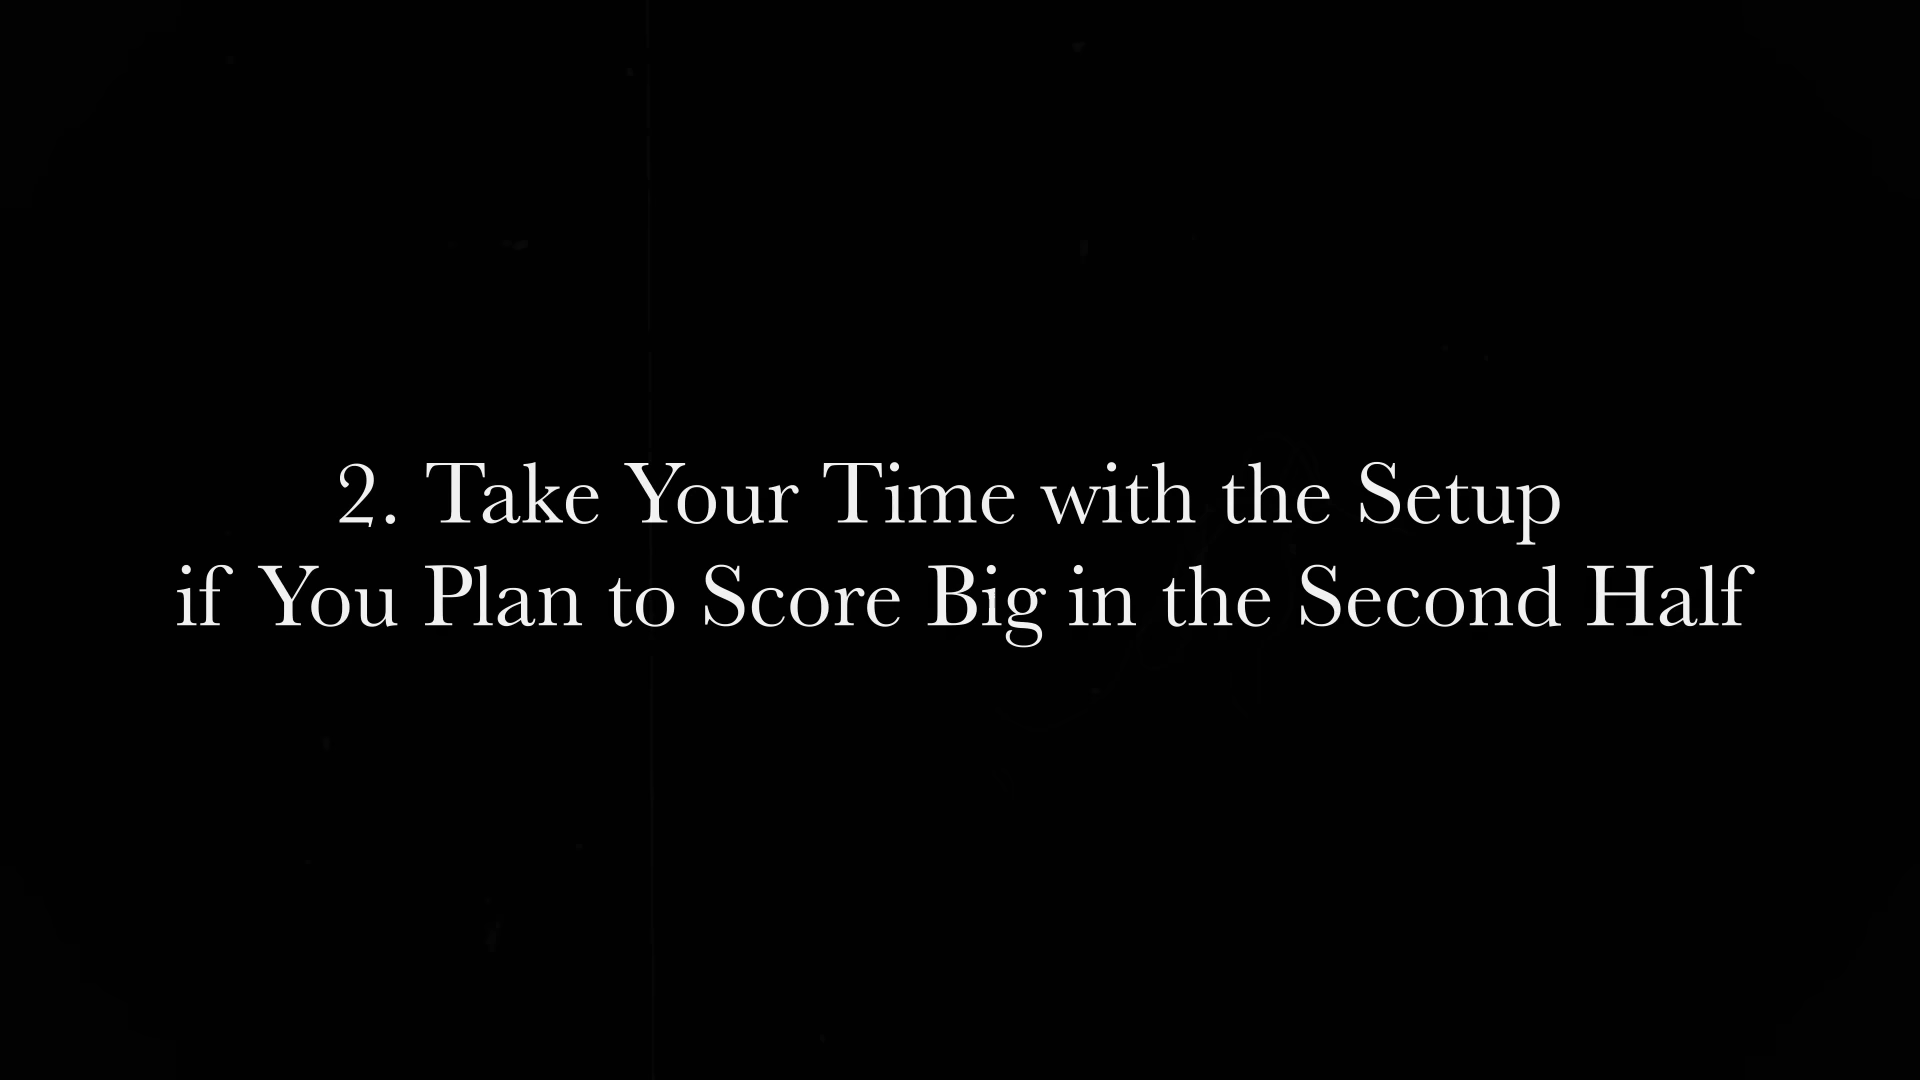 2. Take Your Time with the Setup
if You Plan to Score Big in the Second Half